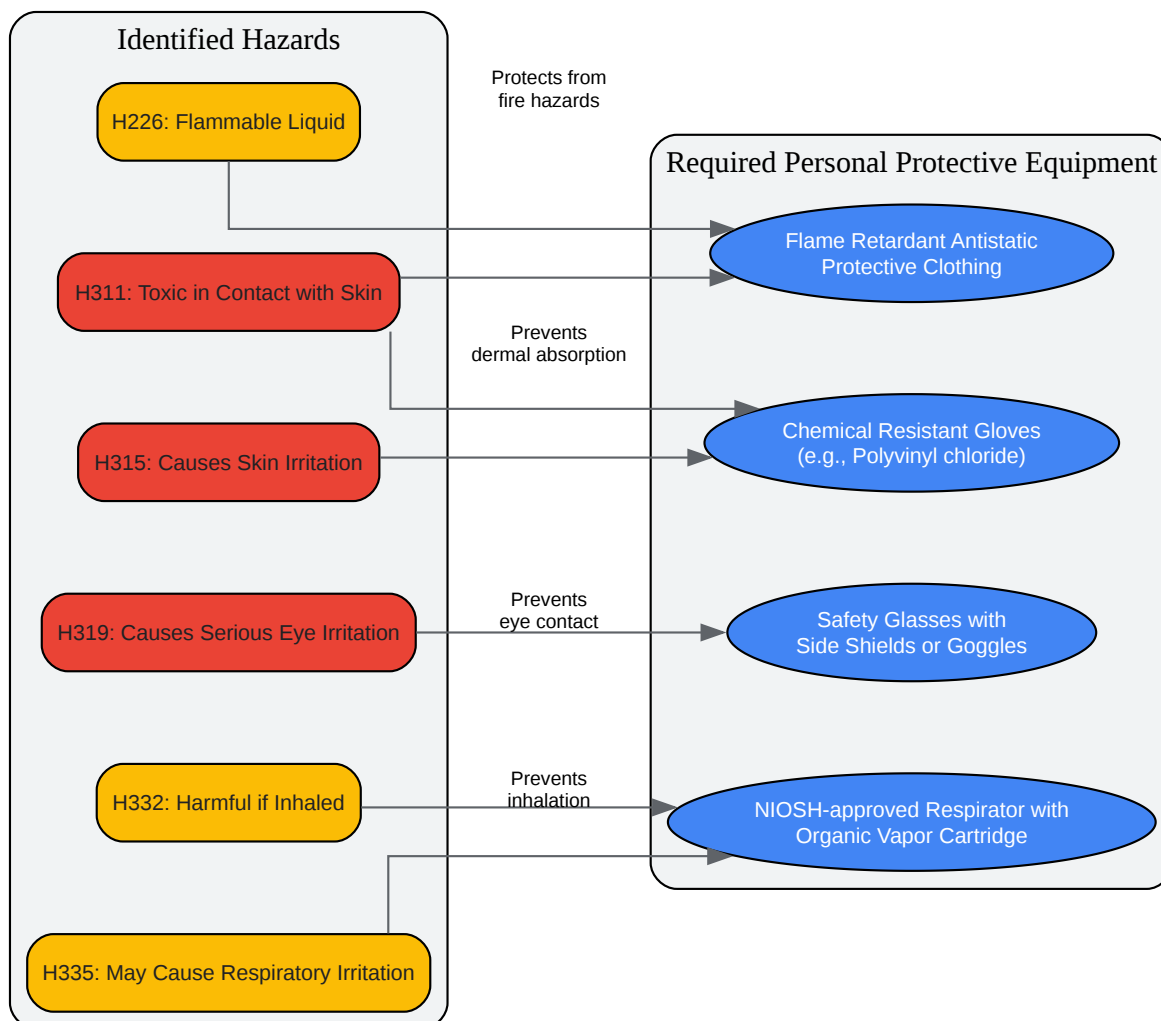 Identified Hazards
H226: Flammable Liquid
H311: Toxic in Contact with Skin
H315: Causes Skin Irritation
H319: Causes Serious Eye Irritation
H332: Harmful if Inhaled
H335: May Cause Respiratory Irritation
Protects from
fire hazards
Prevents
dermal absorption
Prevents
eye contact
Prevents
inhalation
Required Personal Protective Equipment
Flame Retardant Antistatic
Protective Clothing
Chemical Resistant Gloves
(e.g., Polyvinyl chloride)
Safety Glasses with
Side Shields or Goggles
NIOSH-approved Respirator with
Organic Vapor Cartridge